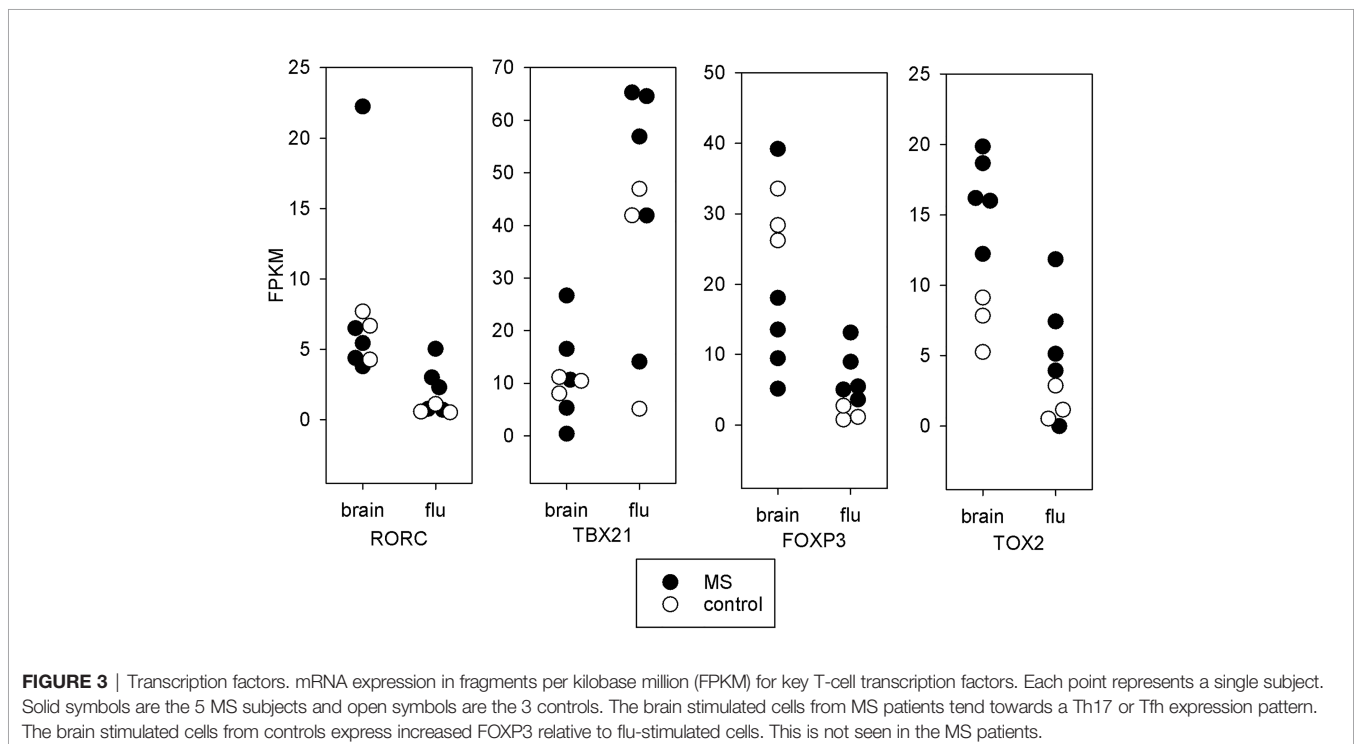 25
20
15
10
5
0
FPKM
brain flu
RORC
70
60
50
40
30
20
10
0
brain flu
TBX21
50
40
30
20
10
0
brain flu
FOXP3
25
20
15
10
5
0
brain flu
TOX2
MS
control
FIGURE 3 | Transcription factors. mRNA expression in fragments per kilobase million (FPKM) for key T-cell transcription factors. Each point represents a single subject.
Solid symbols are the 5 MS subjects and open symbols are the 3 controls. The brain stimulated cells from MS patients tend towards a Th17 or Tfh expression pattern.
The brain stimulated cells from controls express increased FOXP3 relative to flu-stimulated cells. This is not seen in the MS patients.